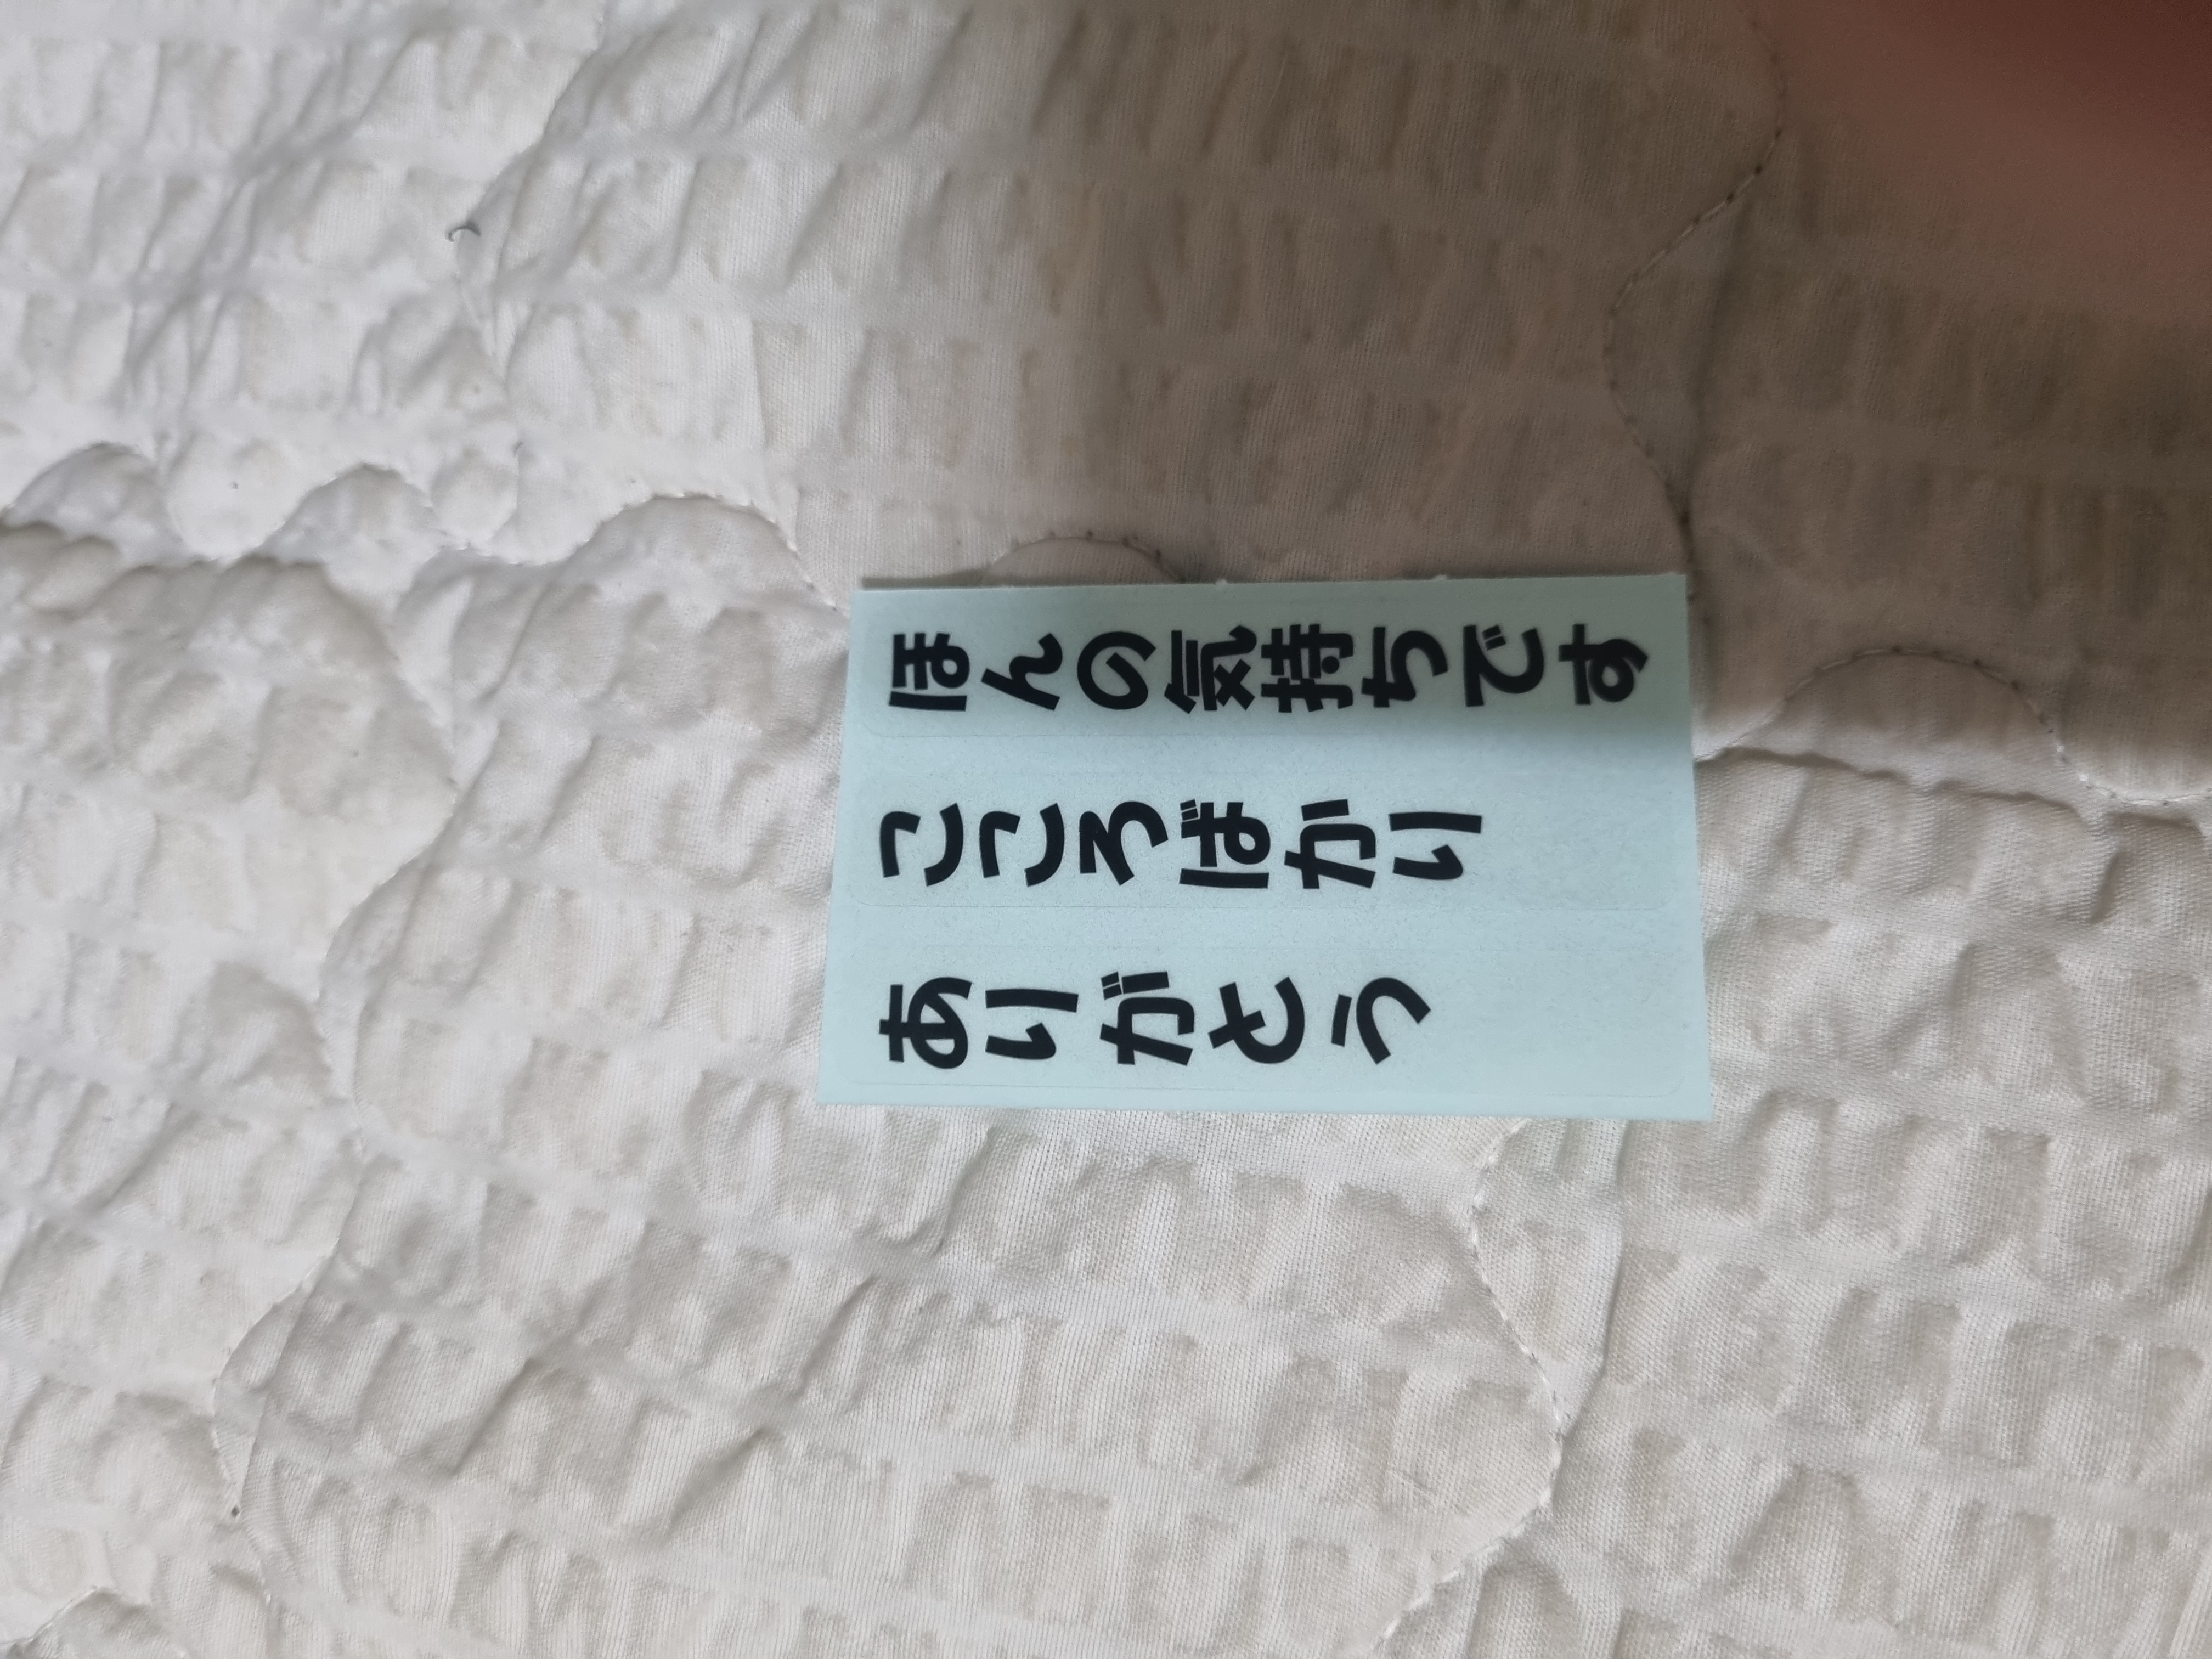 ほんの気持ちです
こころばかり
ありがとう